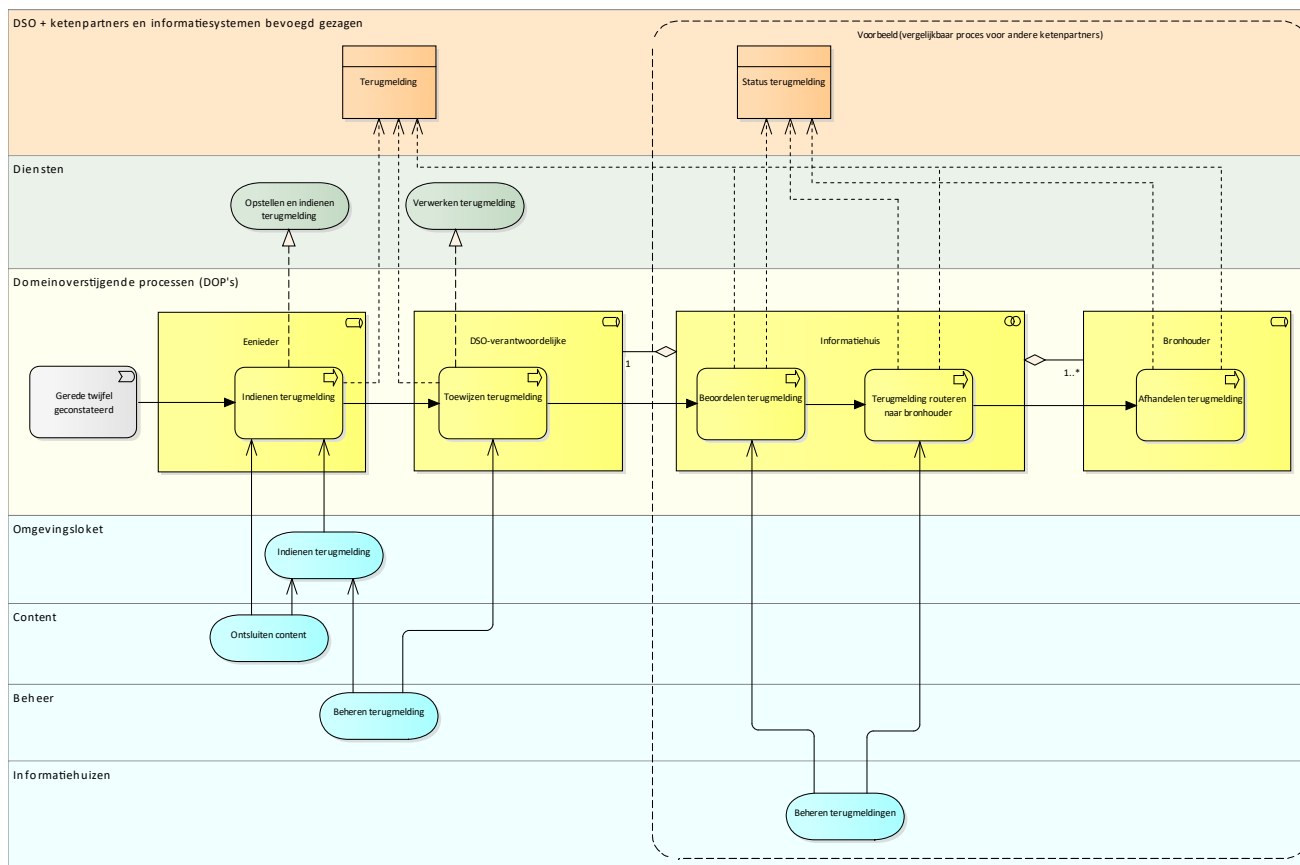 DSO + ketenpartners en informatiesystemen bevoegd gezagen
Voorbeeld (vergelijkbaar proces voor andere ketenpartners)
Terugmelding
Status terugmelding
Diensten
Opstellen en indienen
terugmelding
Verwerken terugmelding
Domeinoverstijgende processen (DOP's)
Eenieder
DSO-verantwoordelijke
Informatiehuis
Bronhouder
1
1..*
Gerede twijfel
geconstateerd
Indienen terugmelding
Toewijzen terugmelding
Beoordelen terugmelding
Terugmelding routeren
naar bronhouder
Afhandelen terugmelding
Omgevingsloket
Indienen terugmelding
Content
Ontsluiten content
Beheer
Beheren terugmelding
Informatiehuizen
Beheren terugmeldingen